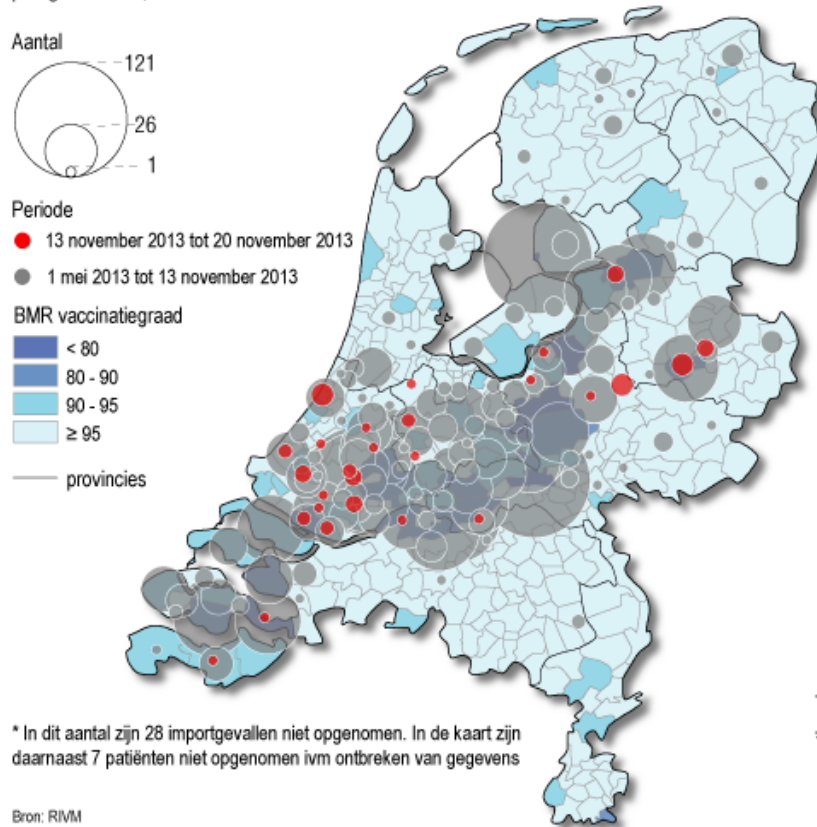 Aantal
121
26
1
Periode
13 november 2013 tot 20 november 2013
1 mei 2013 tot 13 november 2013
BMR vaccinatiegraad
< 80
80 - 90
90 - 95
≥ 95
provincies
* In dit aantal zijn 28 importgevallen niet opgenomen. In de kaart zijn
daarnaast 7 patiënten niet opgenomen ivm ontbreken van gegevens
Bron: RIVM